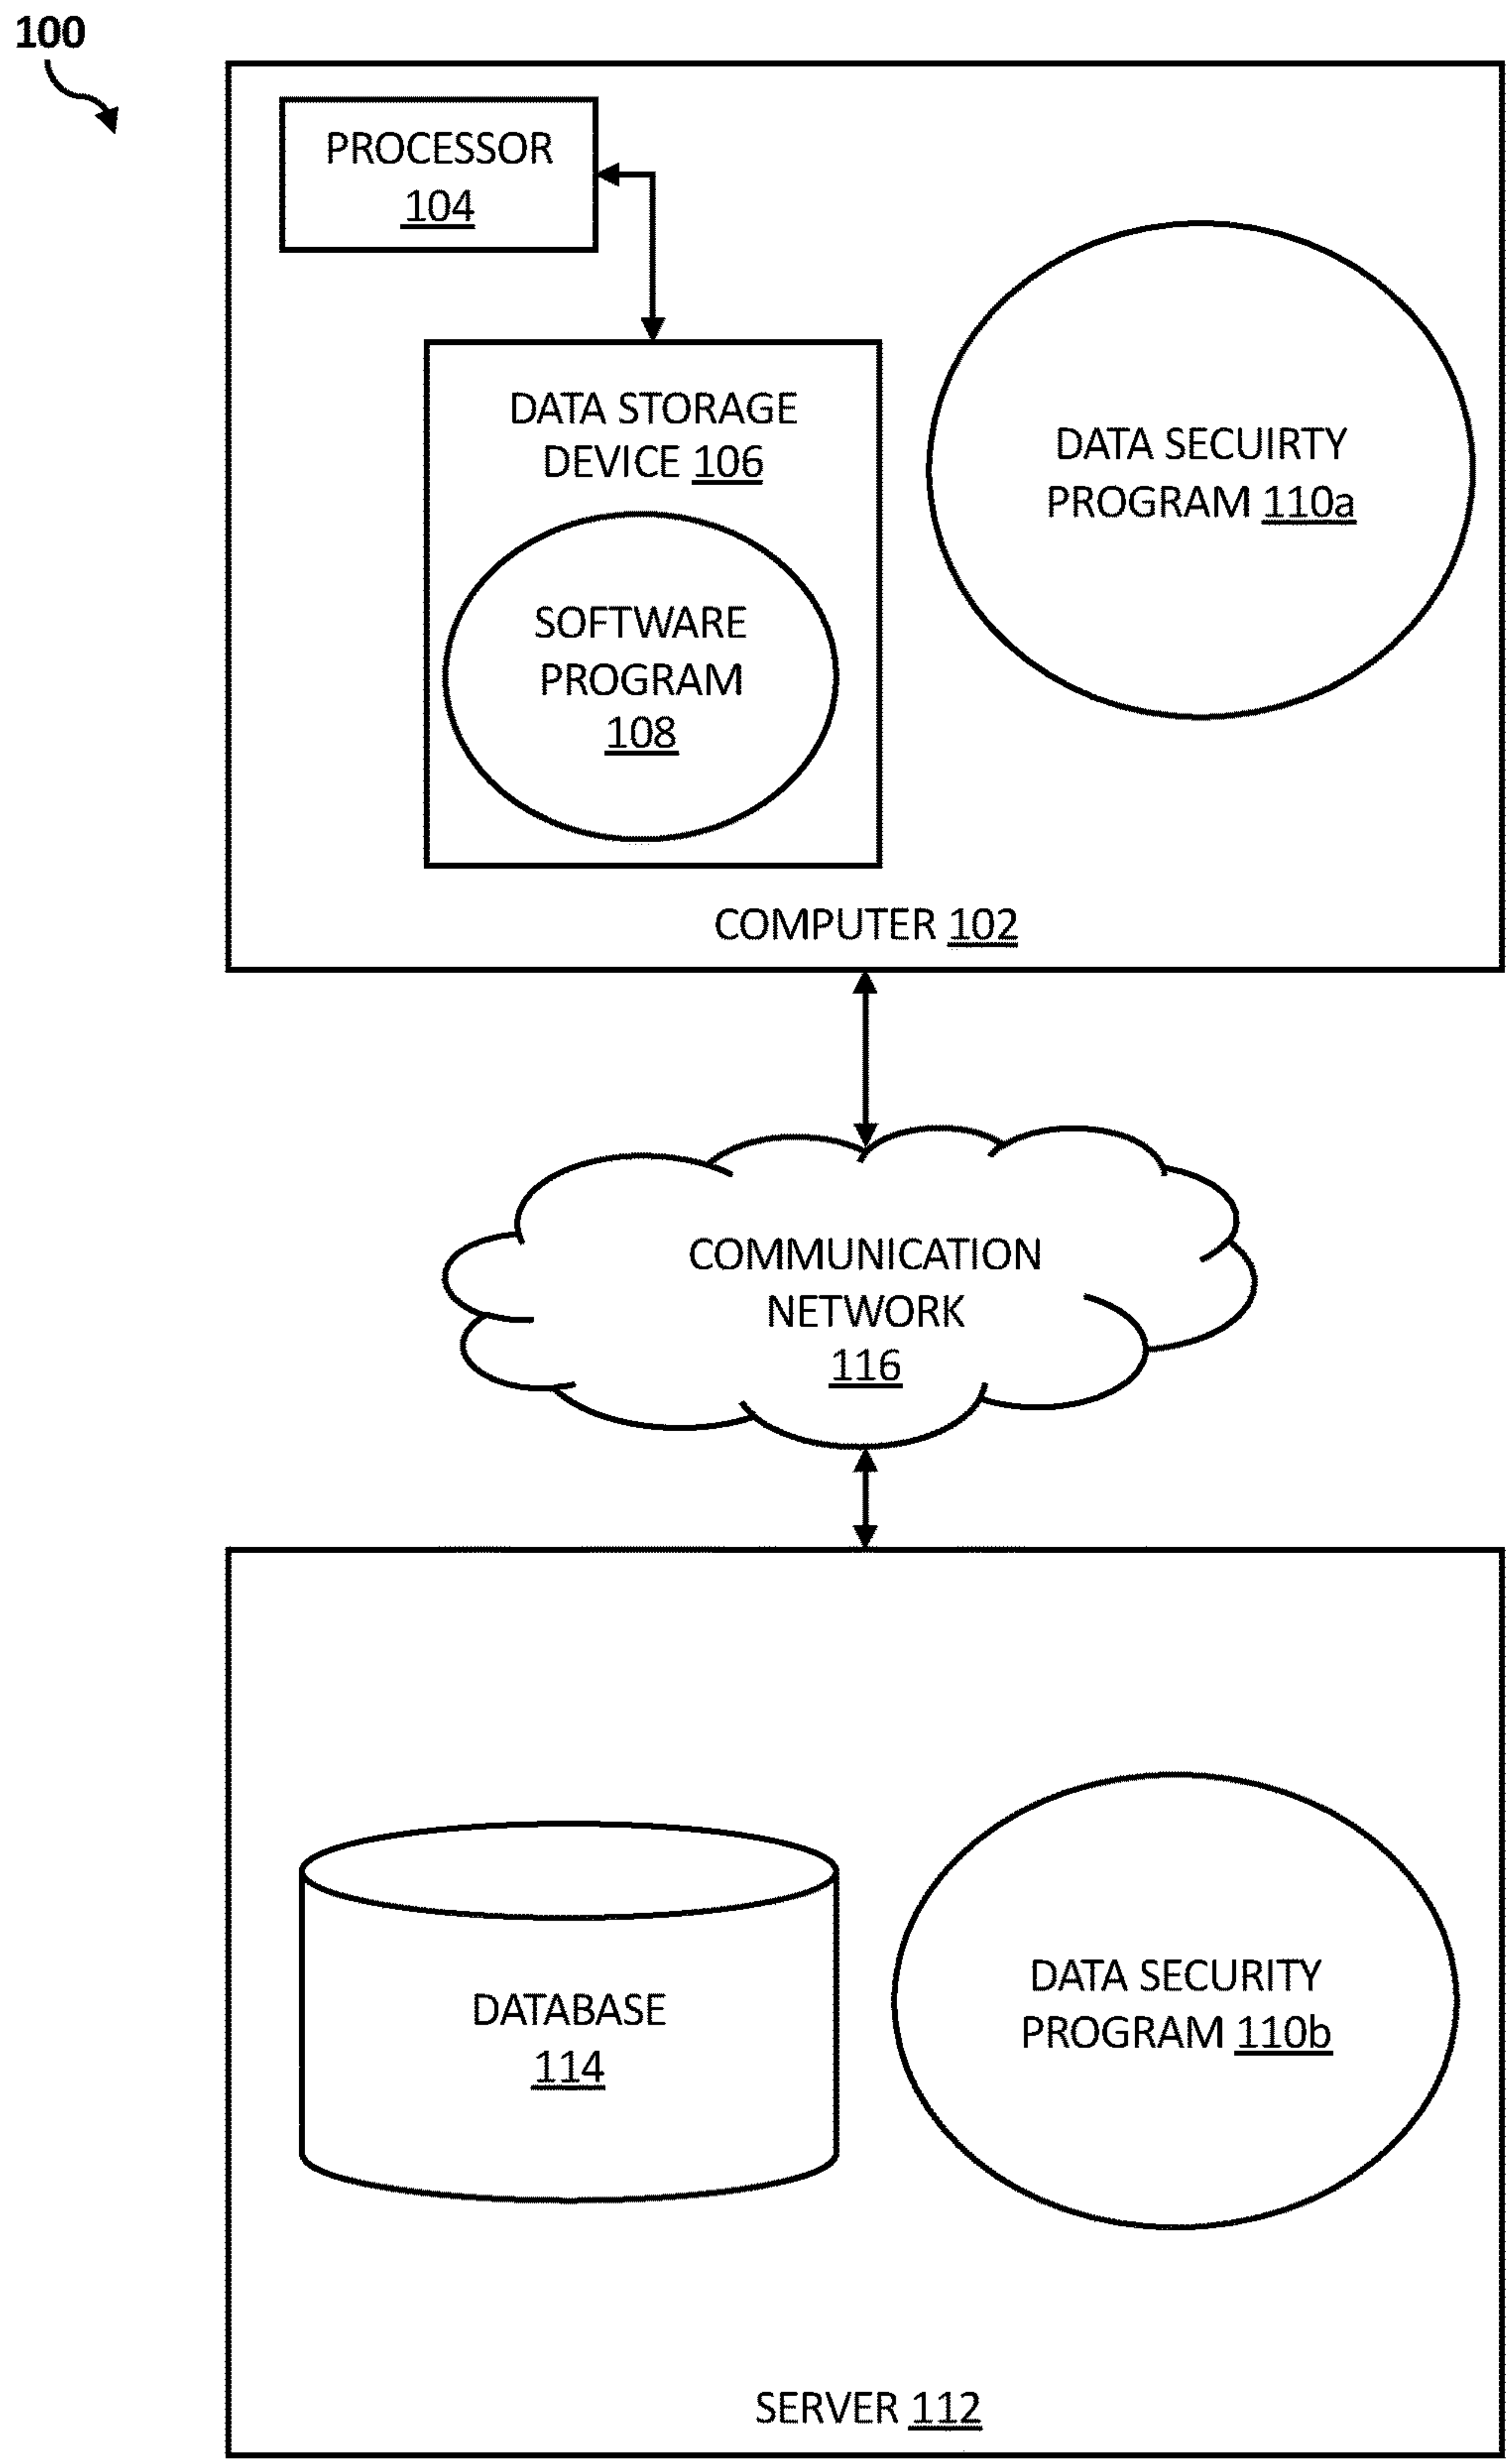 100
PROCESSOR
104
DATA STORAGE
DEVICE 106
DATA SECUIRTY
PROGRAM 110a
SOFTWARE
PROGRAM
108
COMPUTER 102
COMMUNICATION
NETWORK
116
DATABASE
114
DATA SECURITY
PROGRAM 110b
SERVER 112